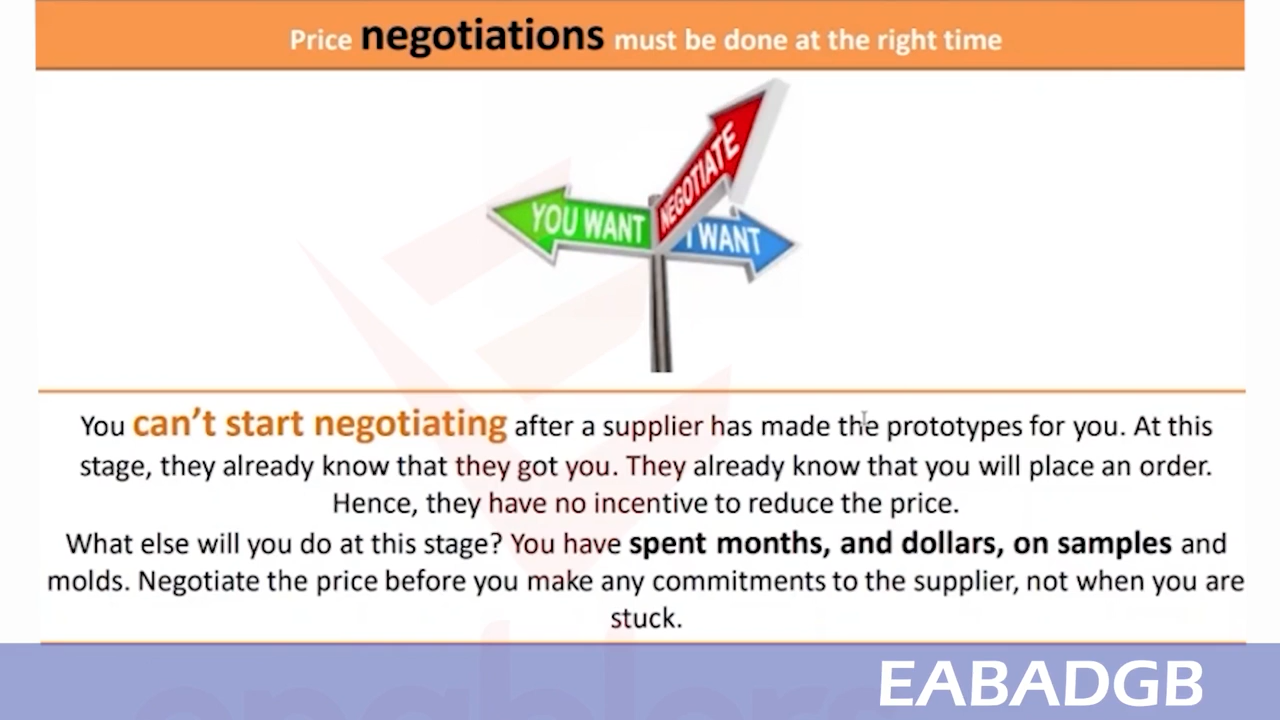 Price negotiations must be done at the right time
NEGOTIATE
YOU WANT
I WANT
You can't start negotiating after a supplier has made the prototypes for you. At this
stage, they already know that they got you. They already know that you will place an order.
Hence, they have no incentive to reduce the price.
What else will you do at this stage? You have spent months, and dollars, on samples and
molds. Negotiate the price before you make any commitments to the supplier, not when you are
stuck.
enablers
EABADGB